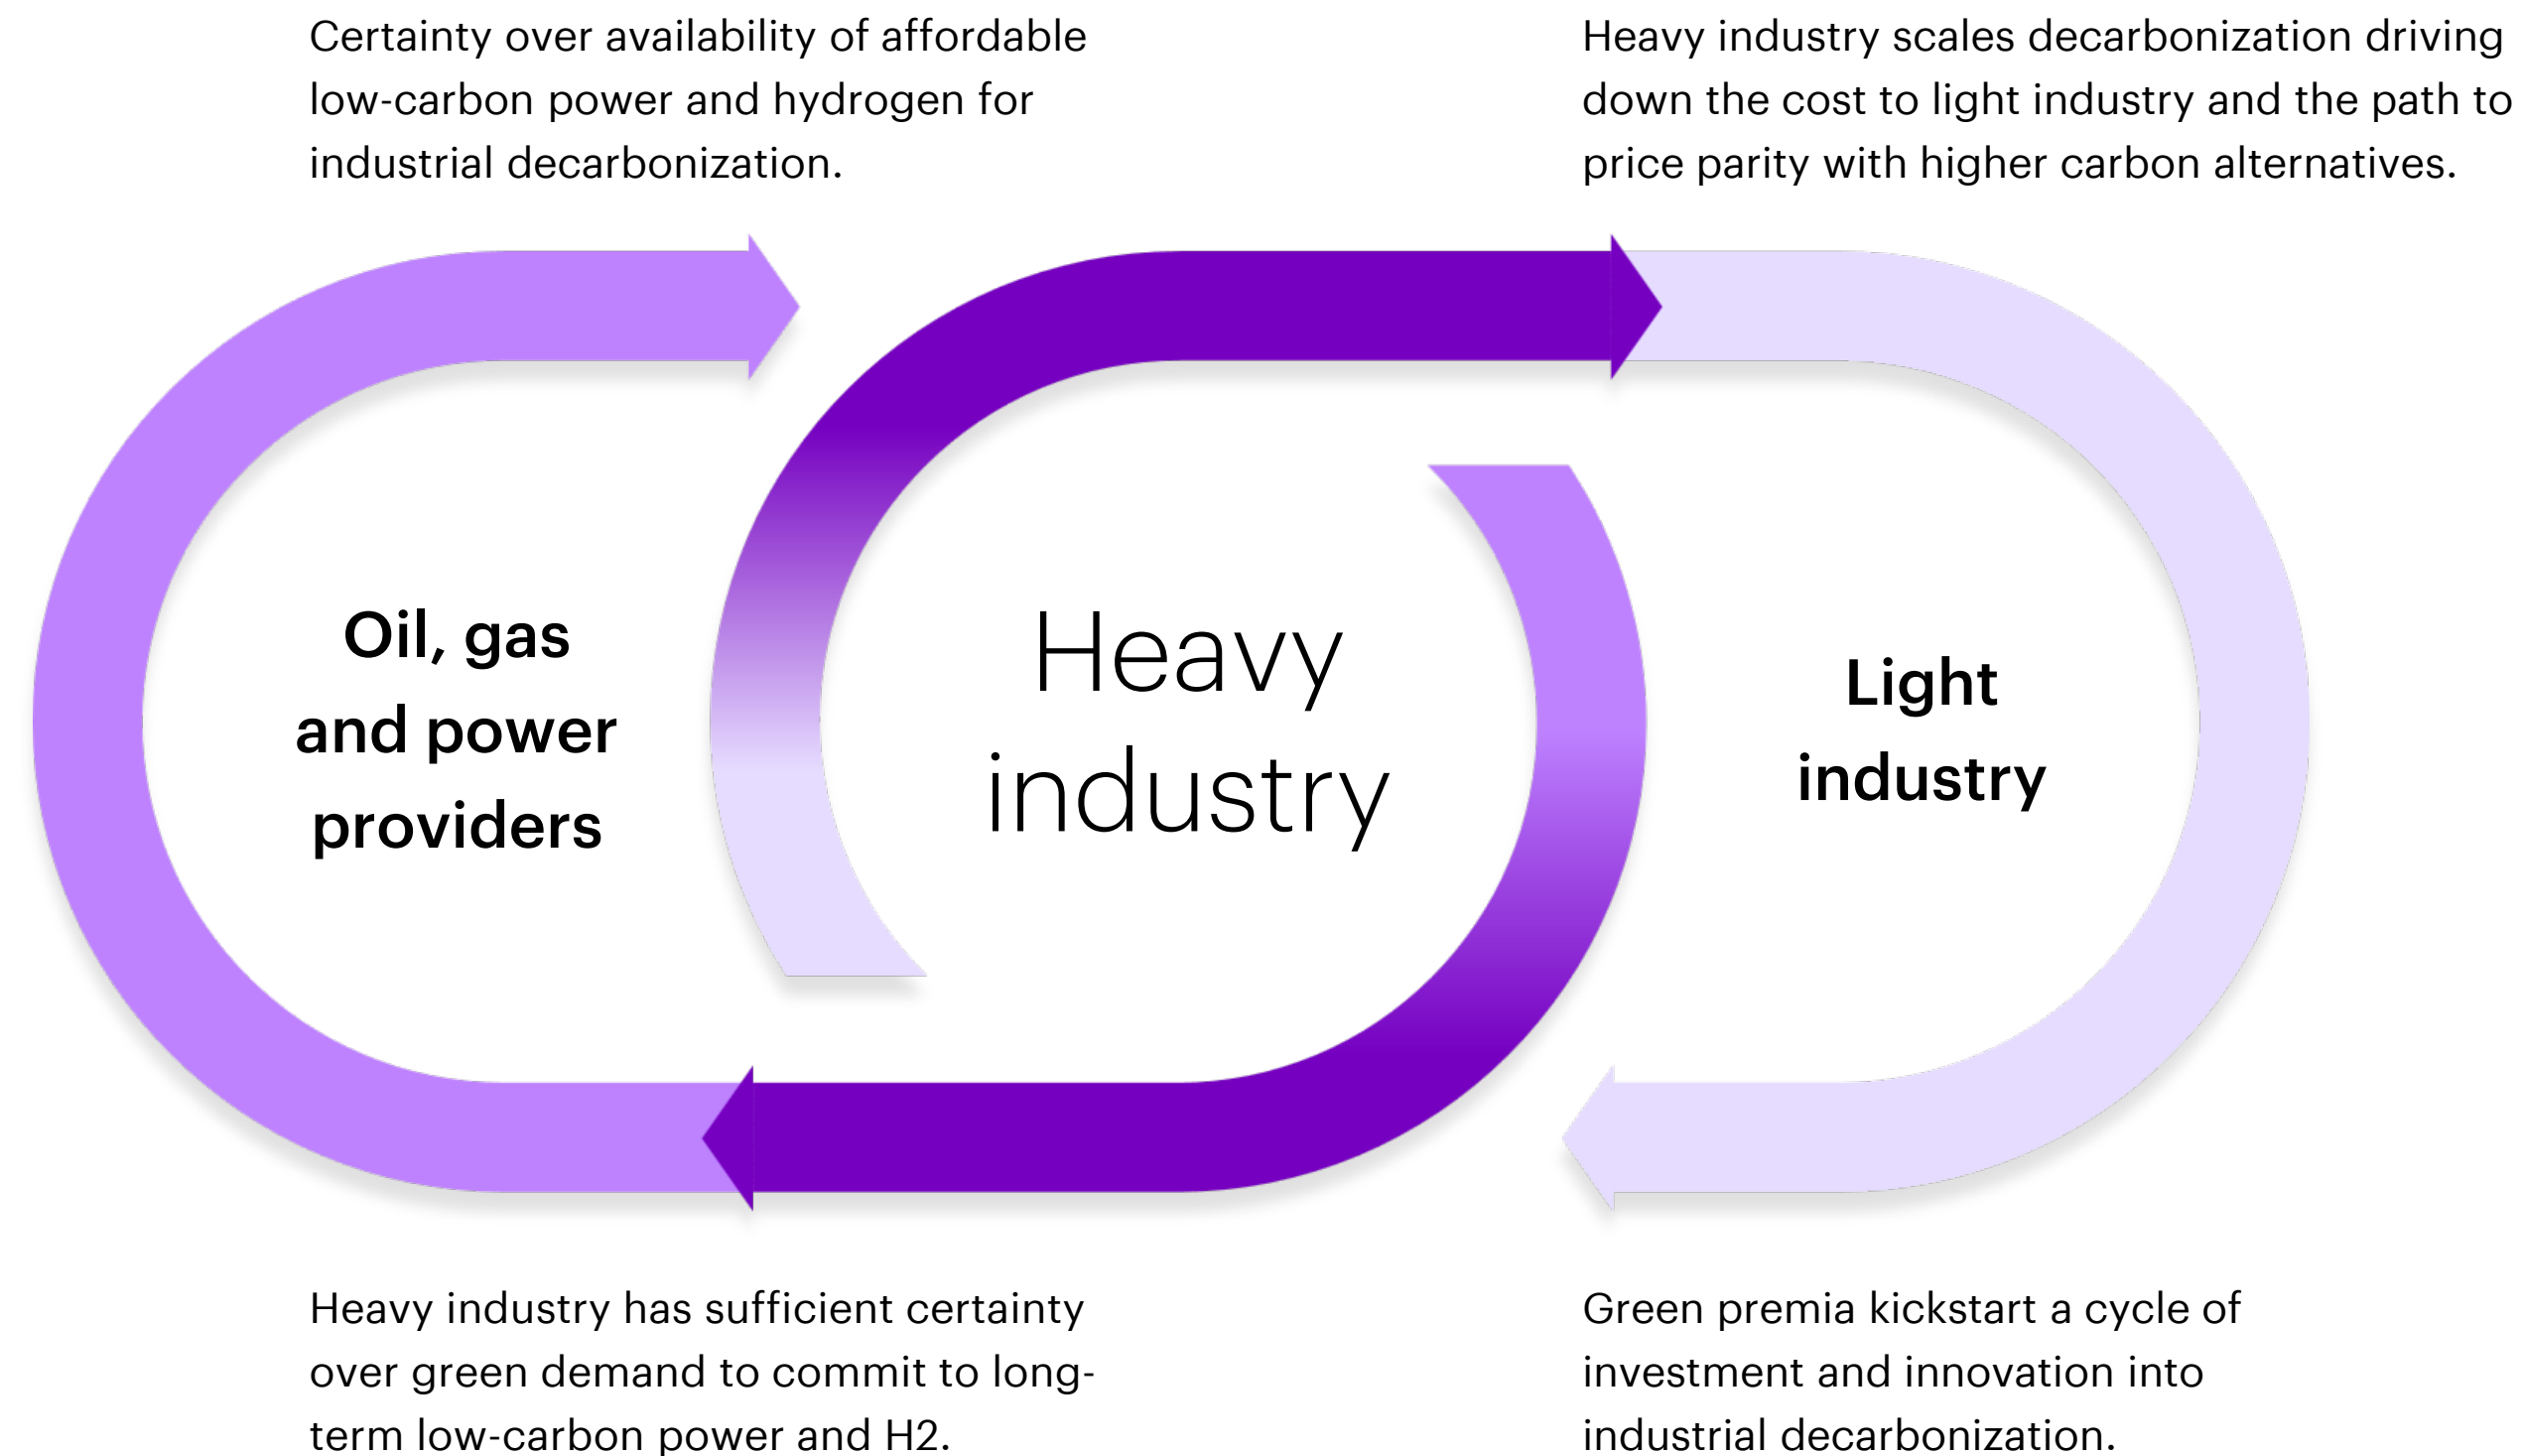 Certainty over availability of affordable
low-carbon power and hydrogen for
industrial decarbonization.
Heavy industry scales decarbonization driving
down the cost to light industry and the path to
price parity with higher carbon alternatives.
Oil, gas
and power
providers
Heavy
industry
Light
industry
Heavy industry has sufficient certainty
over green demand to commit to long-
term low-carbon power and H2.
Green premia kickstart a cycle of
investment and innovation into
industrial decarbonization.